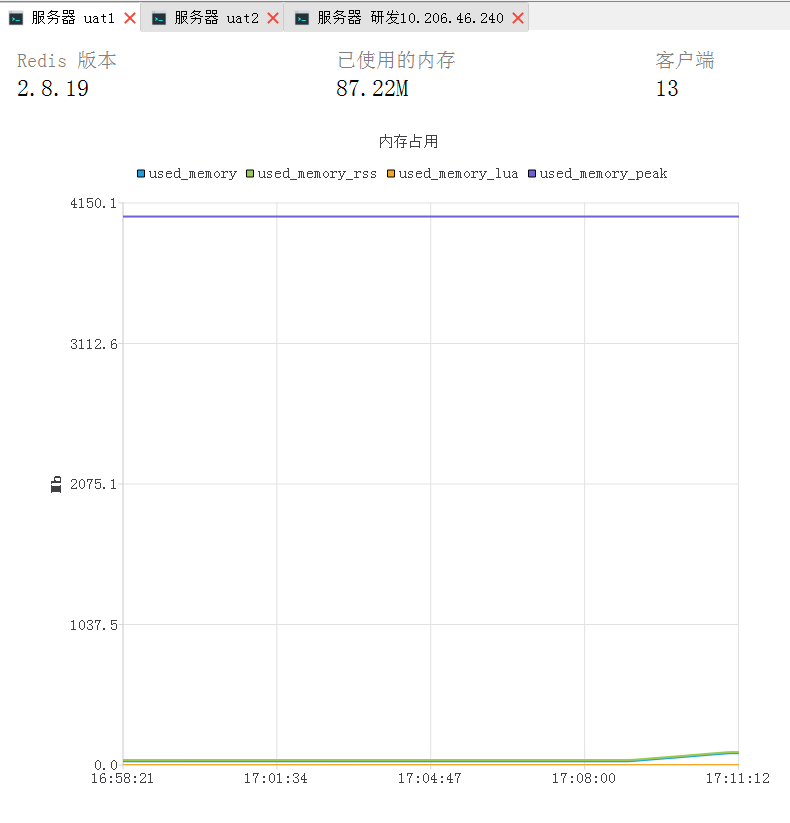 服务器 uat1 服务器 uat2 服务器 研发10.206.46.240
Redis 版本 已使用的内存 客户端
2.8.19 87.22M 13
内存占用
used_memory used_memory_rss used_memory_lua used_memory_peak
4150.1
3112.6
Mb 2075.1
1037.5
0.0
16:58:21 17:01:34 17:04:47 17:08:00 17:11:12